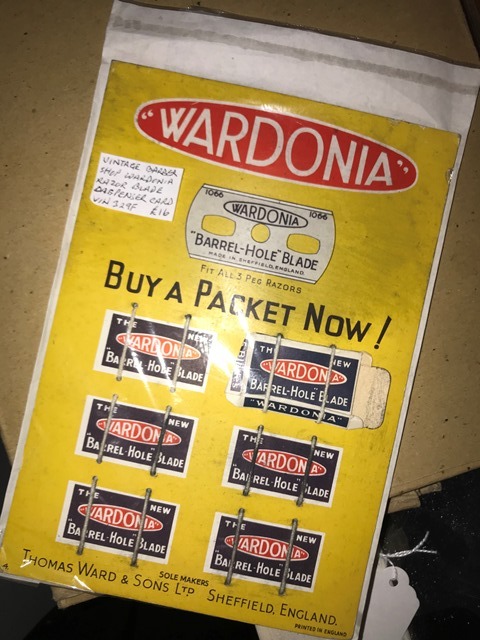 "WARDONIA"
VINTAGE BARBER
SHOP WARDONIA
RAZOR BLADE
DISPENSER CARD
VIN 329F £16
1066 1066
WARDONIA
"BARREL-HOLE" BLADE
MADE IN SHEFFIELD, ENGLAND.
FIT ALL 3 PEG RAZORS
BUY A PACKET NOW!
THE NEW
"WARDONIA"
"BARREL-HOLE" BLADE
THE NEW
"WARDONIA"
"BARREL-HOLE" BLADE
"WARDONIA"
THE NEW
"WARDONIA"
"BARREL-HOLE" BLADE
THE NEW
"WARDONIA"
"BARREL-HOLE" BLADE
THE NEW
"WARDONIA"
"BARREL-HOLE" BLADE
THE NEW
"WARDONIA"
"BARREL-HOLE" BLADE
SOLE MAKERS
THOMAS WARD & SONS LTD SHEFFIELD, ENGLAND.
PRINTED IN ENGLAND